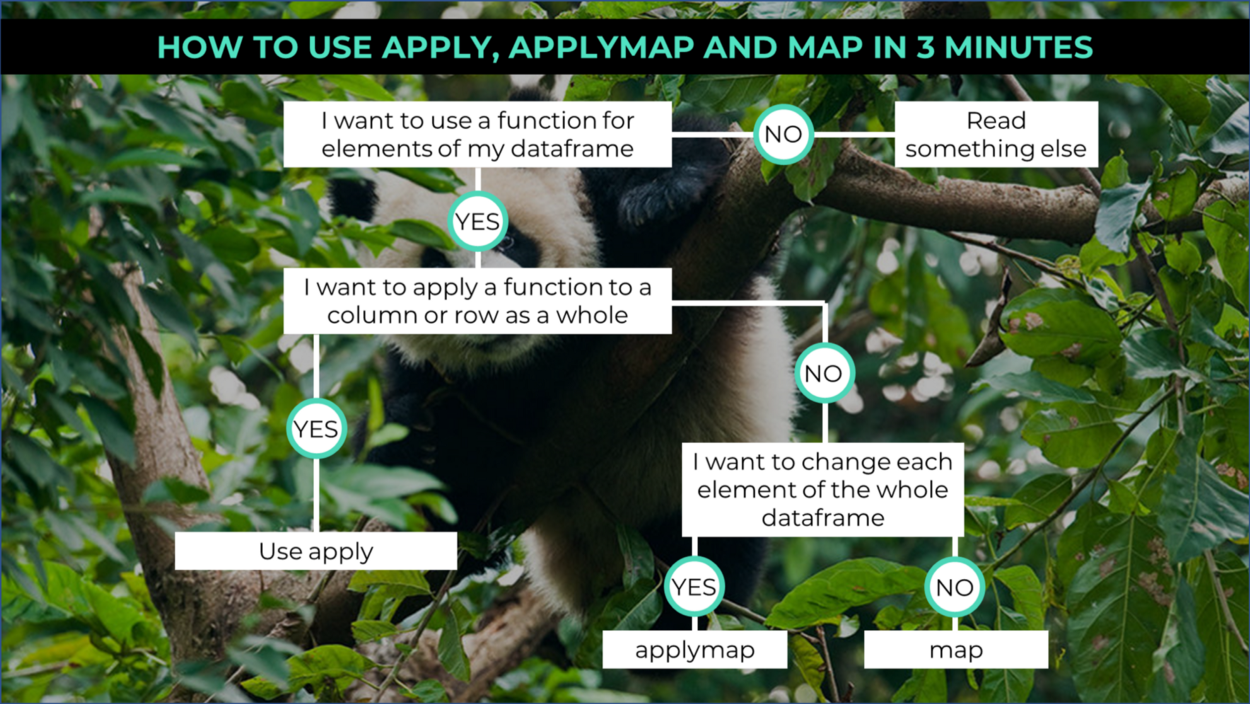 HOW TO USE APPLY, APPLYMAP AND MAP IN 3 MINUTES
I want to use a function for
elements of my dataframe
NO
Read
something else
YES
I want to apply a function to a
column or row as a whole
NO
YES
I want to change each
element of the whole
dataframe
Use apply
YES
NO
applymap
map